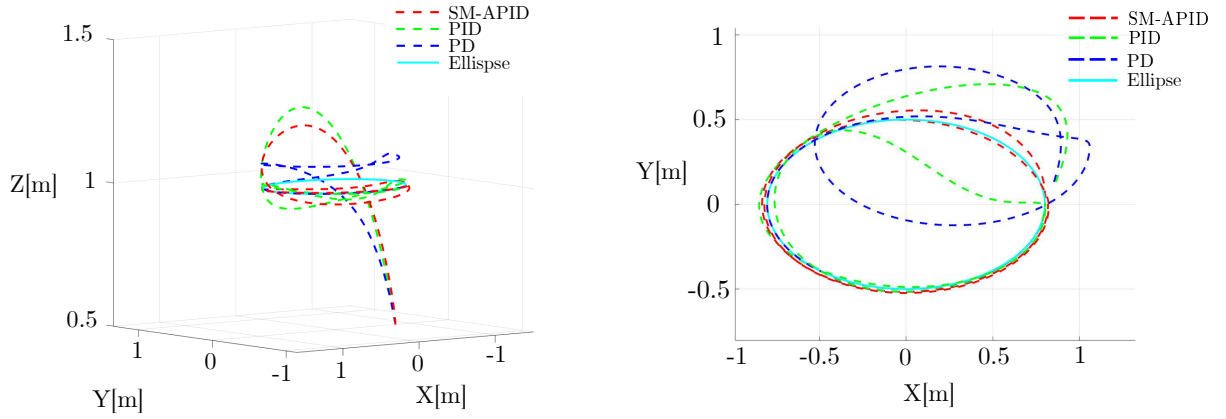 1.5
SM-APID
PID
PD
Ellispse
Z[m]
1
0.5
1
0
-1
Y[m]
1
0
-1
X[m]
SM-APID
PID
PD
Ellipse
1
0.5
Y[m]
0
-0.5
-1
-0.5
0
0.5
1
X[m]